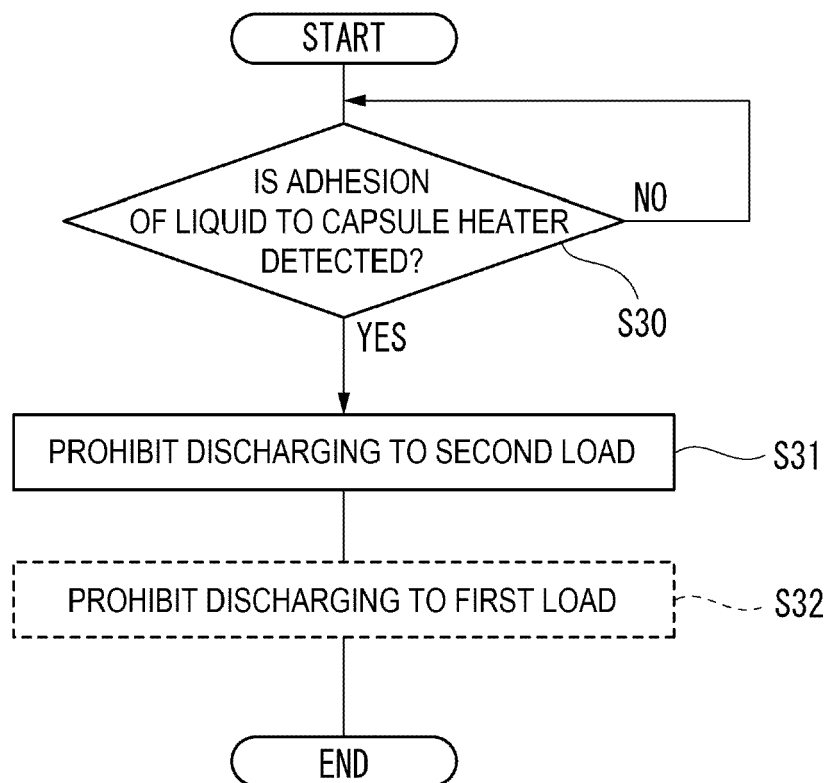 START
IS ADHESION
OF LIQUID TO CAPSULE HEATER
DETECTED?
NO
S30
YES
PROHIBIT DISCHARGING TO SECOND LOAD
S31
PROHIBIT DISCHARGING TO FIRST LOAD
S32
END